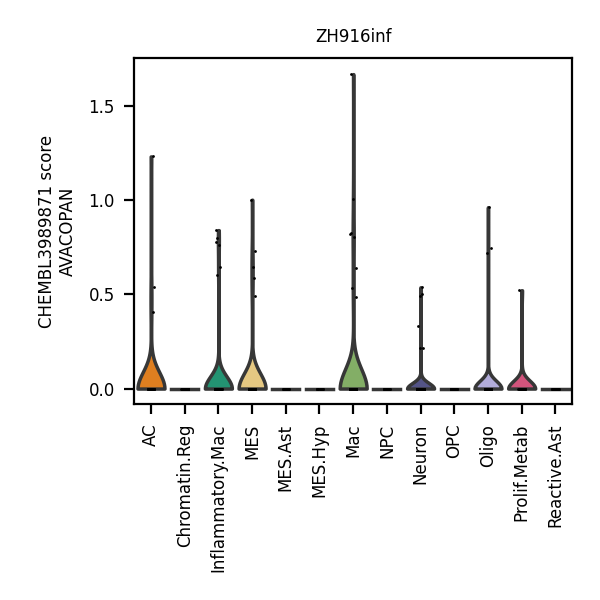 ZH916inf
CHEMBL3989871 score
AVACOPAN
1.5
1.0
0.5
0.0
AC
Chromatin.Reg
Inflammatory.Mac
MES
MES.Ast
MES.Hyp
Mac
NPC
Neuron
OPC
Oligo
Prolif.Metab
Reactive.Ast